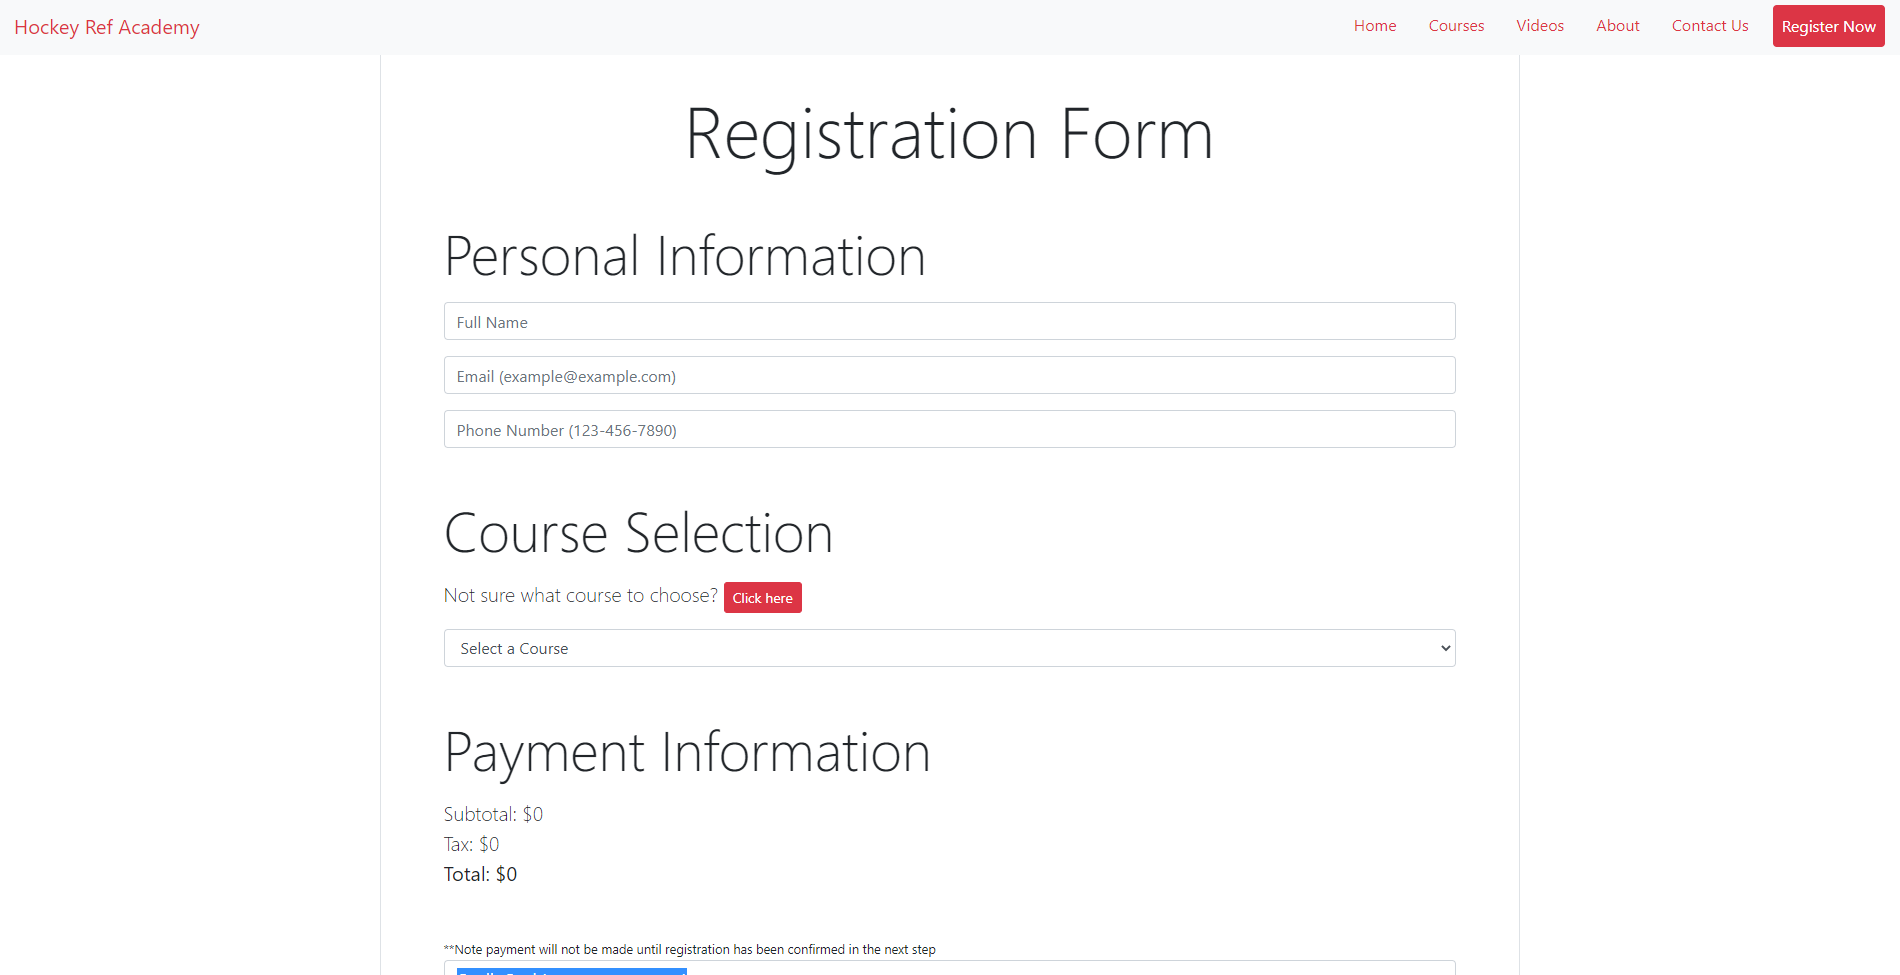 Hockey Ref Academy
Home Courses Videos About Contact Us Register Now
Registration Form
Personal Information
Full Name
Email (example@example.com)
Phone Number (123-456-7890)
Course Selection
Not sure what course to choose? Click here
Select a Course
Payment Information
Subtotal: $0
Tax: $0
Total: $0
**Note payment will not be made until registration has been confirmed in the next step